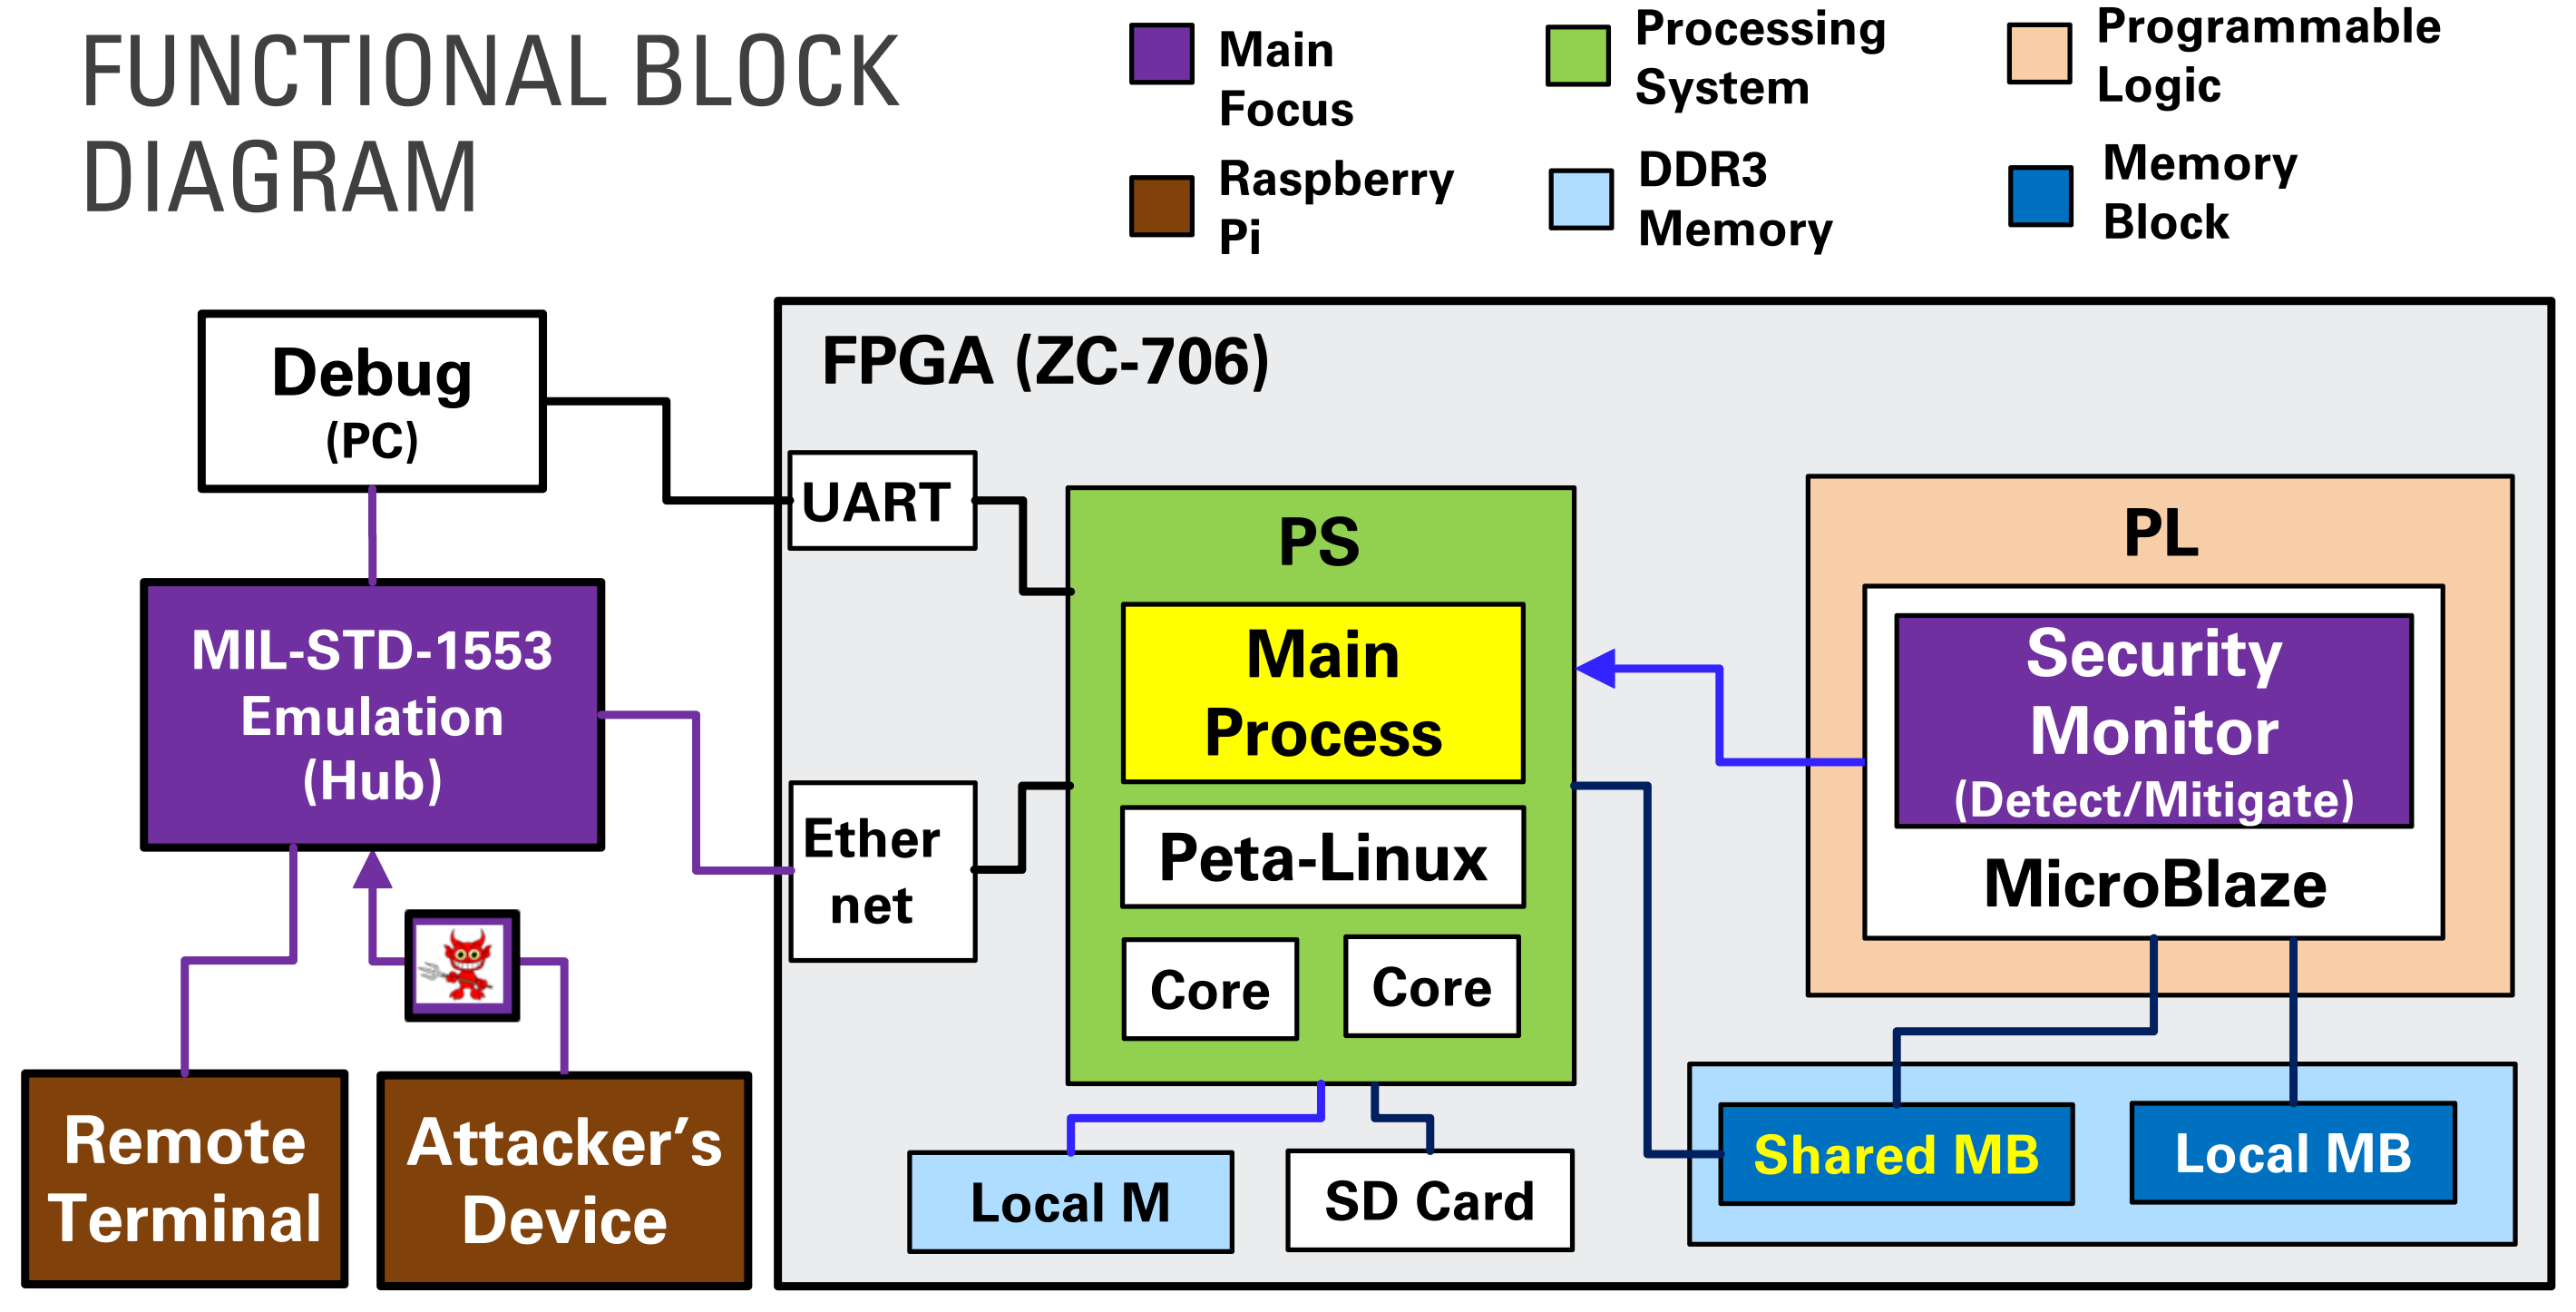 FUNCTIONAL BLOCK
DIAGRAM
Main
Focus
Processing
System
Programmable
Logic
Raspberry
Pi
DDR3
Memory
Memory
Block
Debug
(PC)
MIL-STD-1553
Emulation
(Hub)
Remote
Terminal
Attacker’s
Device
FPGA (ZC-706)
UART
Ether
net
PS
Main
Process
Peta-Linux
Core
Core
PL
Security
Monitor
(Detect/Mitigate)
MicroBlaze
Local M
SD Card
Shared MB
Local MB